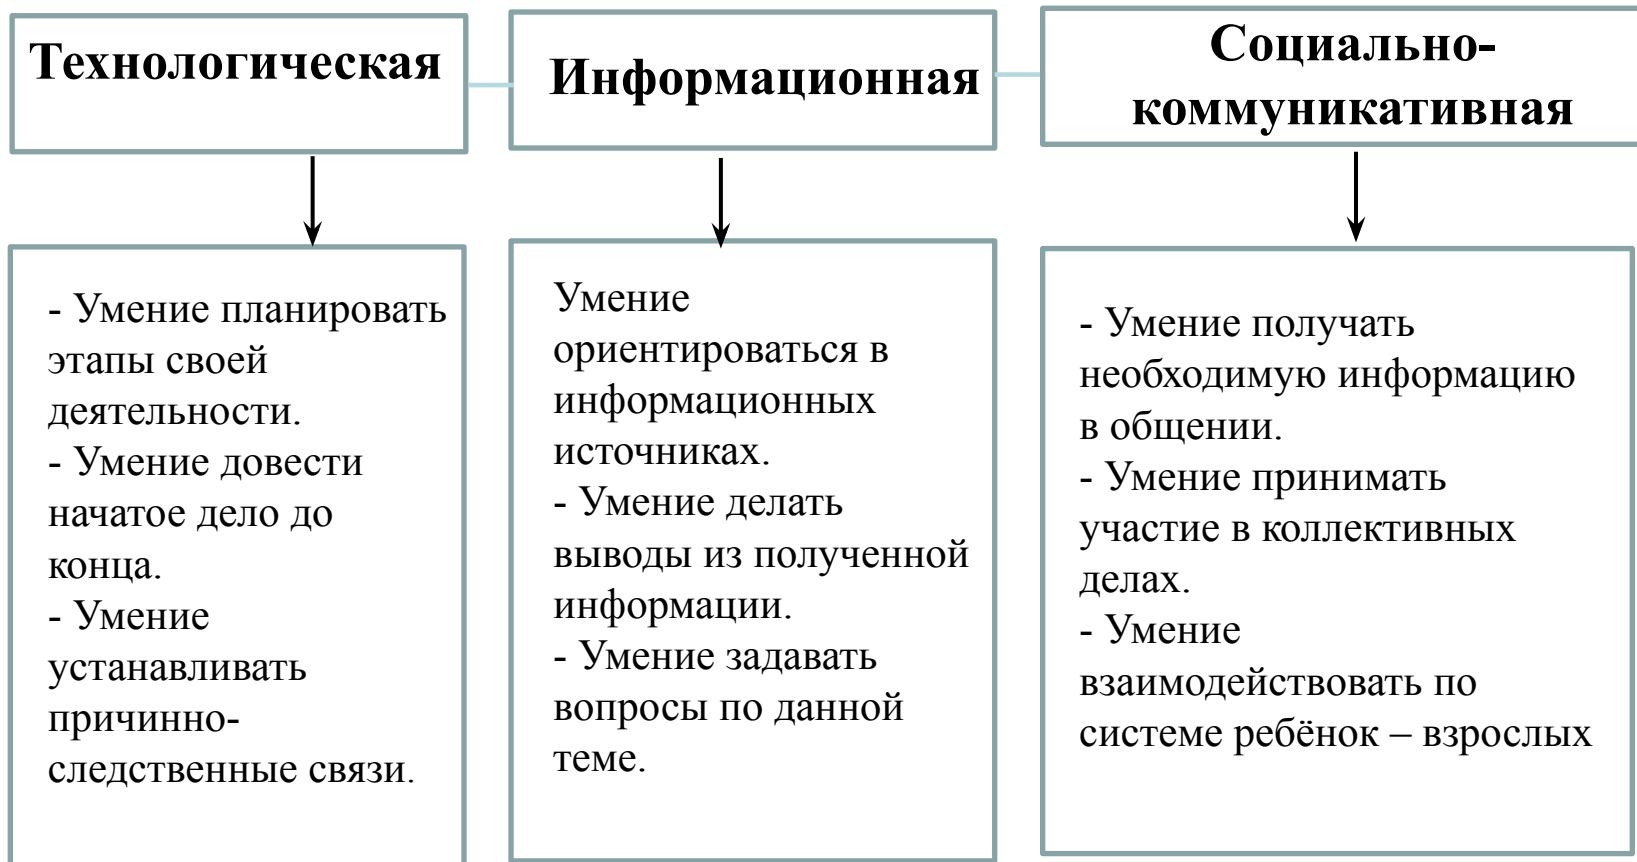 Технологическая
Информационная
Социально-
коммуникативная
- Умение планировать
этапы своей
деятельности.
- Умение довести
начатое дело до
конца.
- Умение
устанавливать
причинно-
следственные связи.
Умение
ориентироваться в
информационных
источниках.
- Умение делать
выводы из полученной
информации.
- Умение задавать
вопросы по данной
теме.
- Умение получать
необходимую информацию
в общении.
- Умение принимать
участие в коллективных
делах.
- Умение
взаимодействовать по
системе ребёнок – взрослых